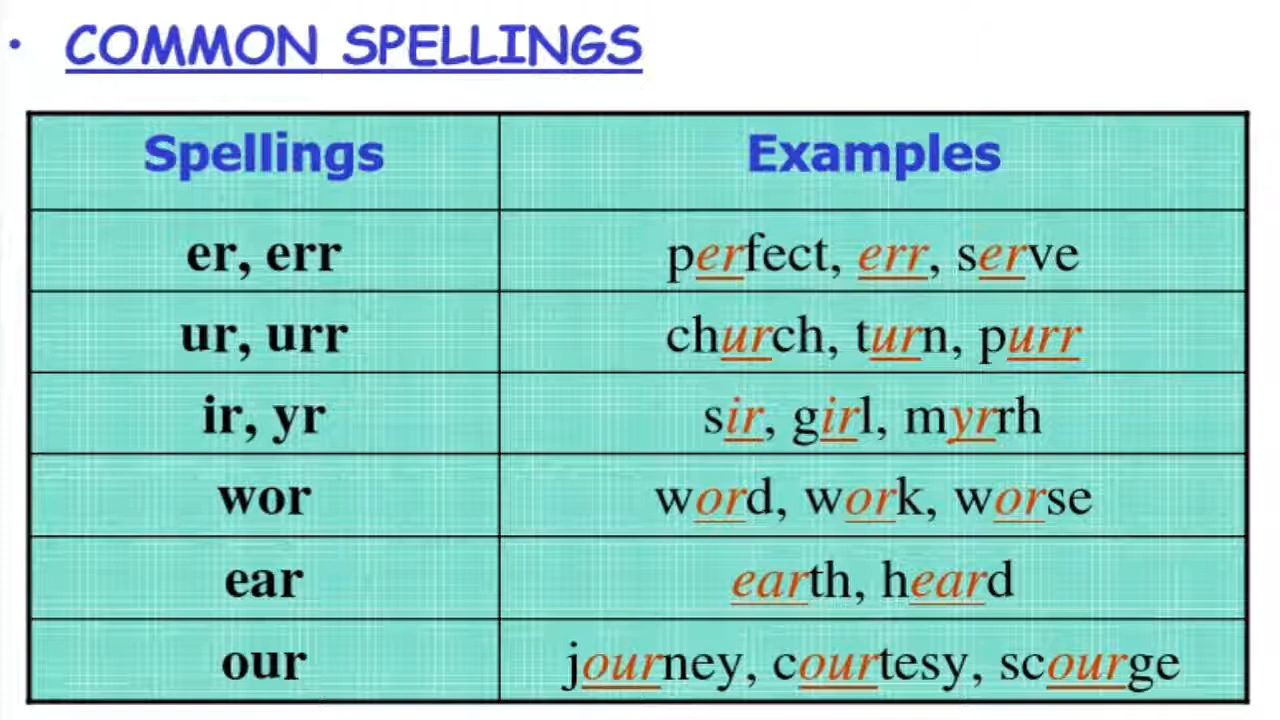 • COMMON SPELLINGS
Spellings Examples
er, err perfect, err, serve
ur, urr church, turn, purr
ir, yr sir, girl, myrrh
wor word, work, worse
ear earth, heard
our journey, courtesy, scourge